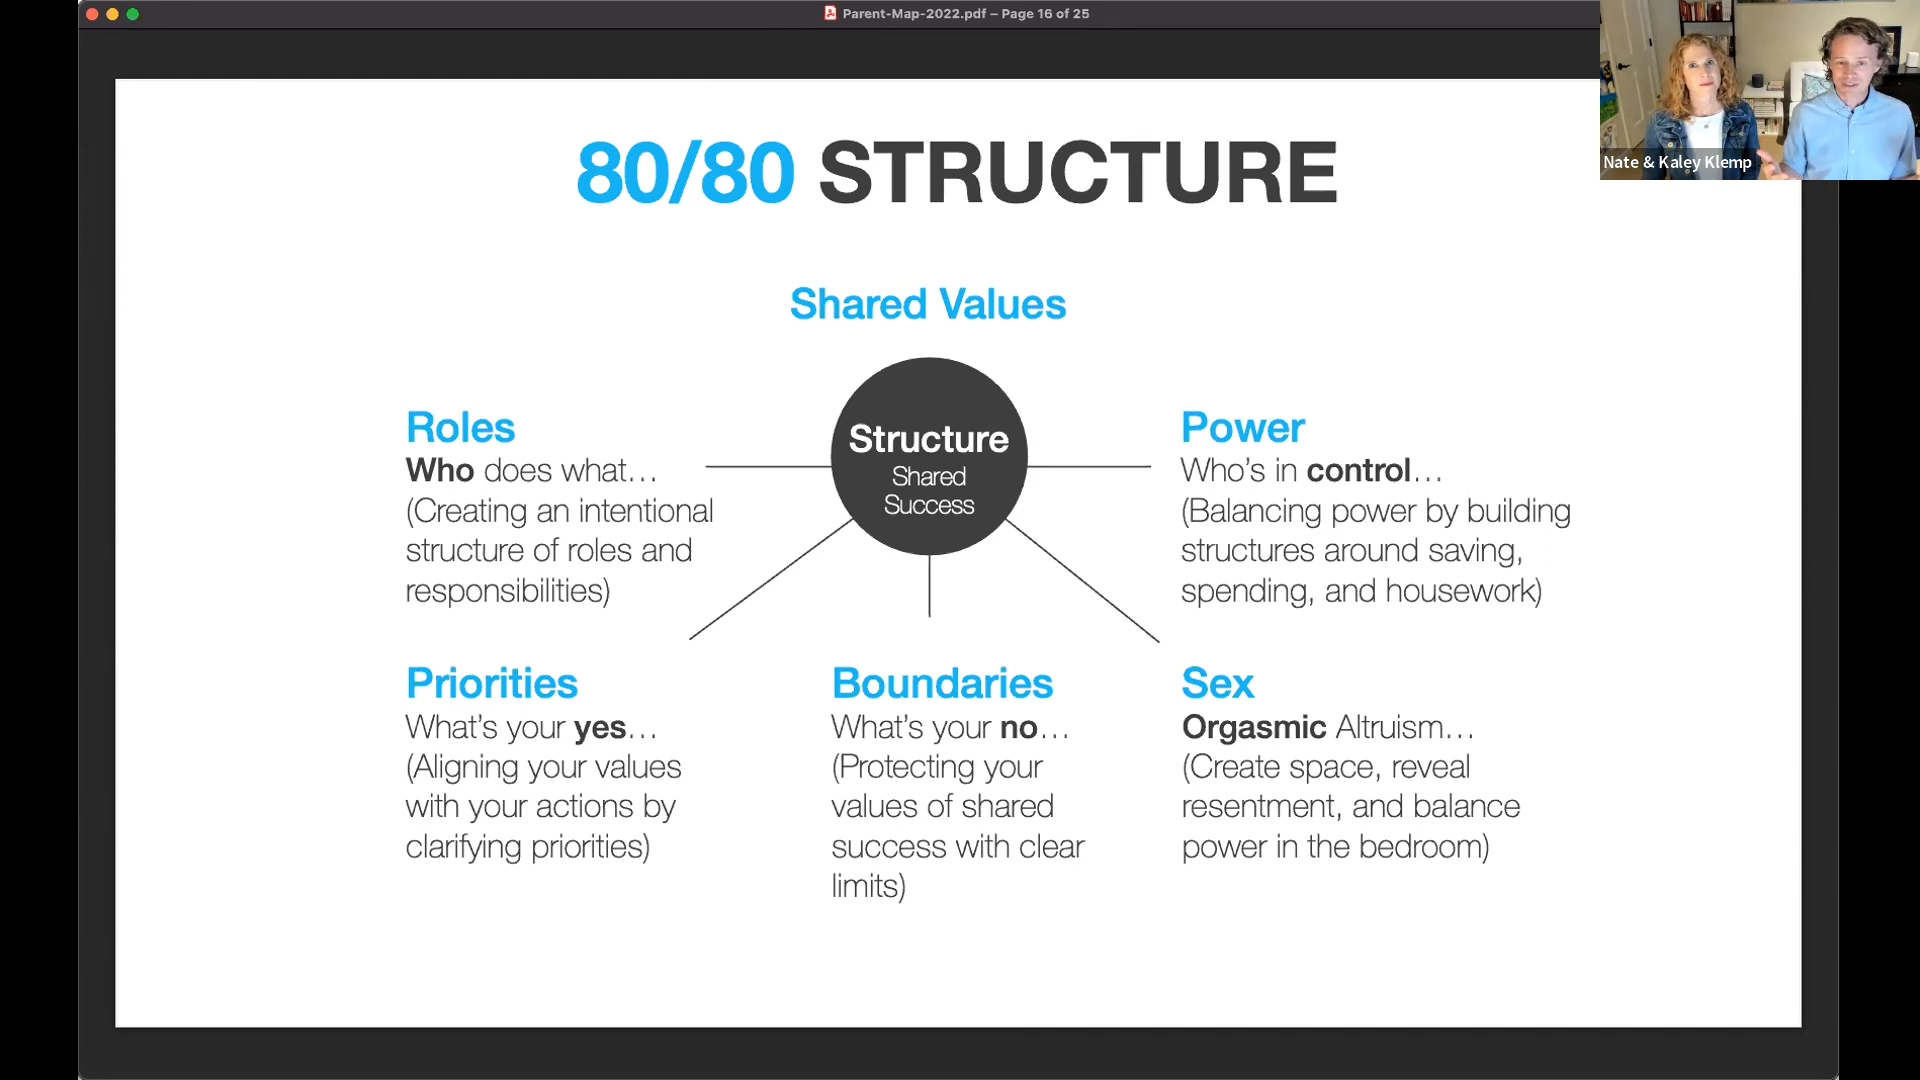 Parent-Map-2022.pdf – Page 16 of 25
Nate & Kaley Klemp
80/80 STRUCTURE
Shared Values
Structure
Shared
Success
Roles
Who does what…
(Creating an intentional
structure of roles and
responsibilities)
Power
Who's in control…
(Balancing power by building
structures around saving,
spending, and housework)
Priorities
What's your yes…
(Aligning your values
with your actions by
clarifying priorities)
Boundaries
What's your no…
(Protecting your
values of shared
success with clear
limits)
Sex
Orgasmic Altruism…
(Create space, reveal
resentment, and balance
power in the bedroom)